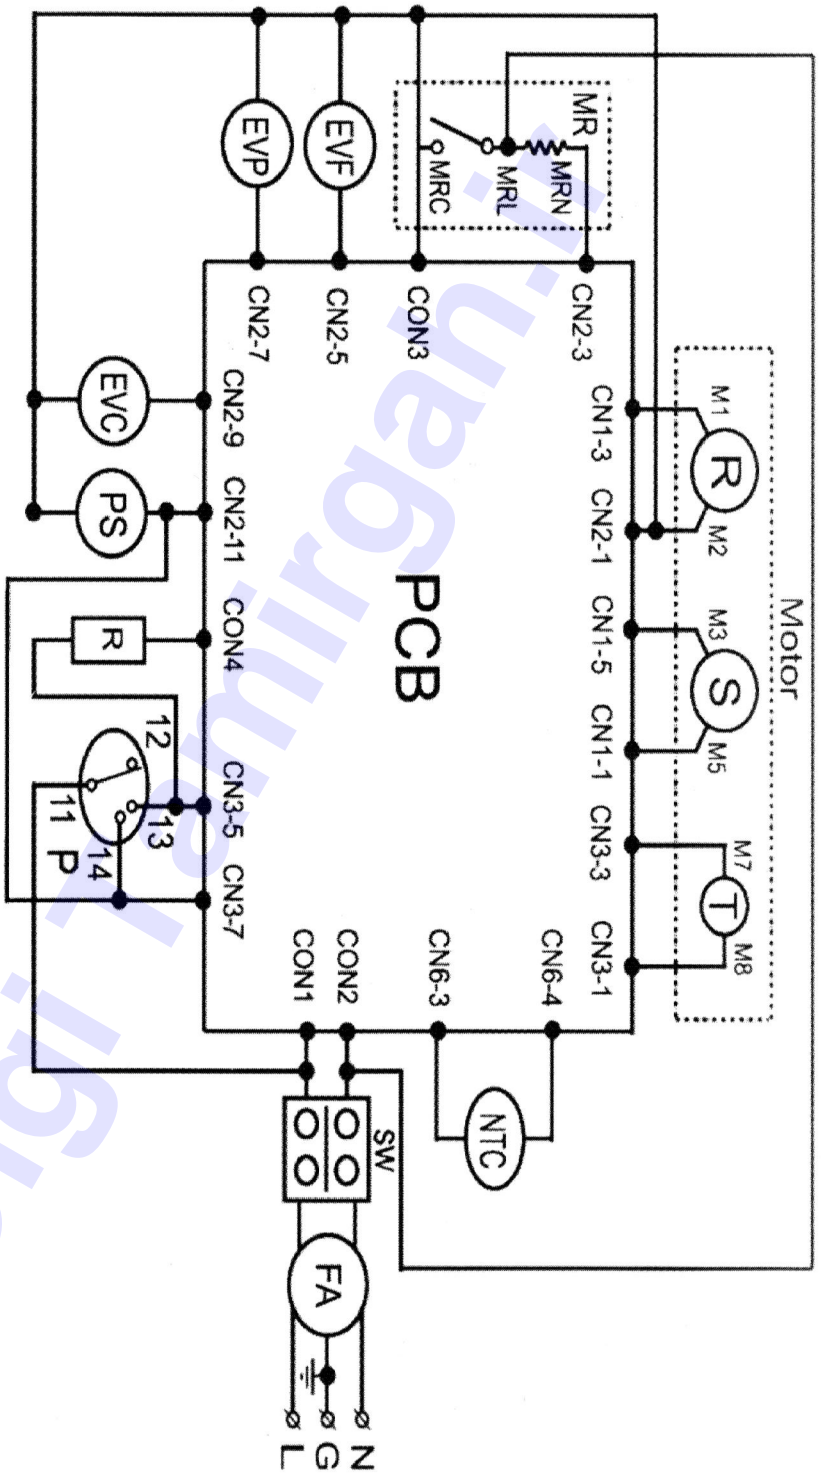 Motor
M1
M2
M3
M5
M7
M8
R
S
T
MR
MRN
MRL
MRC
EVF
EVP
CN2-3
CON3
CN2-5
CN2-7
CN1-3
CN2-1
CN1-5
CN1-1
CN3-3
CN3-1
PCB
CN2-9
CN2-11
CON4
CN3-5
CN3-7
CON1
CON2
CN6-3
CN6-4
EVC
PS
R
12
11
13
14
P
NTC
SW
FA
N
G
L
Digi Tamirgan.ir